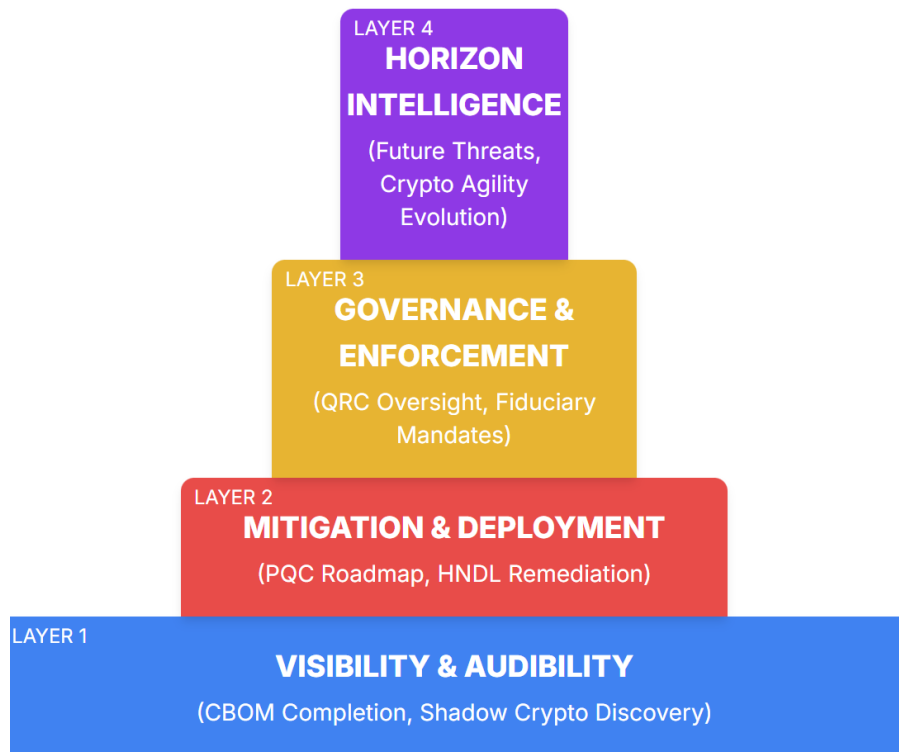 LAYER 4
HORIZON
INTELLIGENCE
(Future Threats,
Crypto Agility
Evolution)
LAYER 3
GOVERNANCE &
ENFORCEMENT
(QRC Oversight, Fiduciary
Mandates)
LAYER 2
MITIGATION & DEPLOYMENT
(PQC Roadmap, HNDL Remediation)
LAYER 1
VISIBILITY & AUDIBILITY
(CBOM Completion, Shadow Crypto Discovery)